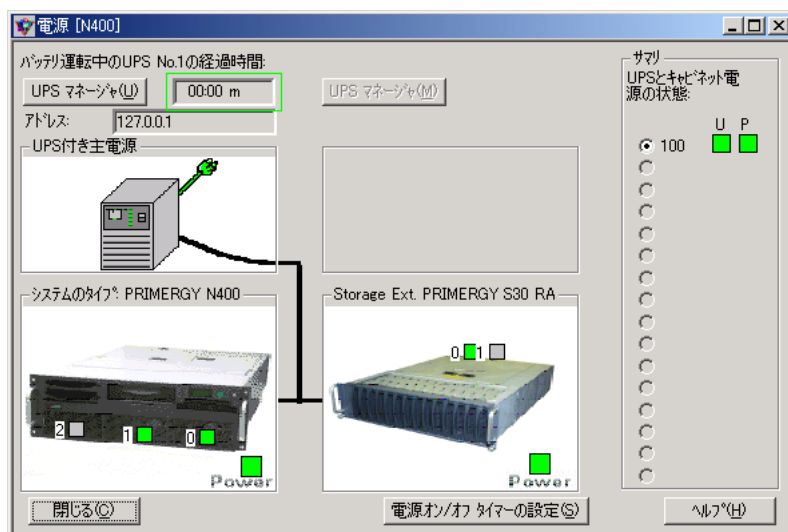 電源 [N400]
ﾊﾞｯﾃﾘ運転中のUPS No.1の経過時間:
UPS ﾏﾈｰｼﾞｬ(U)
00:00 m
UPS ﾏﾈｰｼﾞｬ(M)
ｱﾄﾞﾚｽ:
127.0.0.1
UPS付き主電源
ｼｽﾃﾑのﾀｲﾌﾟ: PRIMERGY N400
2
1
0
Power
Storage Ext. PRIMERGY S30 RA
0
1
Power
ｻﾏﾘ
UPSとｷｬﾋﾞﾈｯﾄ電
源の状態:
U P
100
閉じる(C)
電源ｵﾝ/ｵﾌ ﾀｲﾏｰの設定(S)
ﾍﾙﾌﾟ(H)